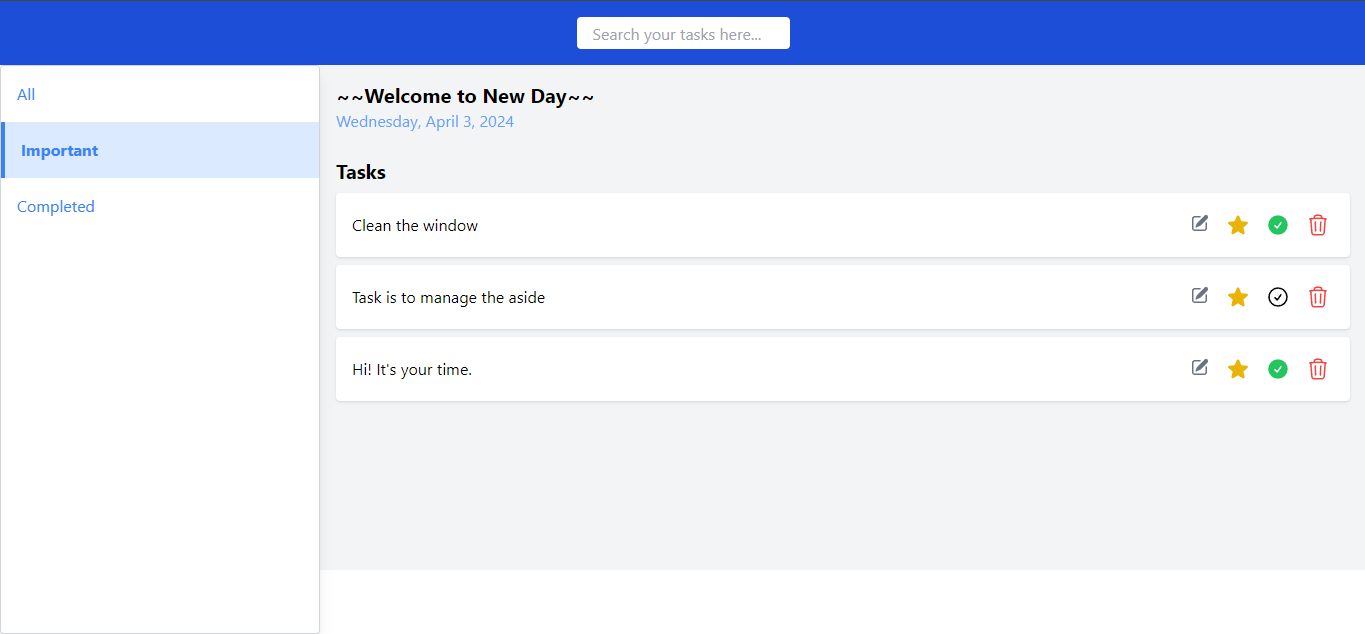 Search your tasks here...
All
Important
Completed
~~Welcome to New Day~~
Wednesday, April 3, 2024
Tasks
Clean the window
Task is to manage the aside
Hi! It's your time.